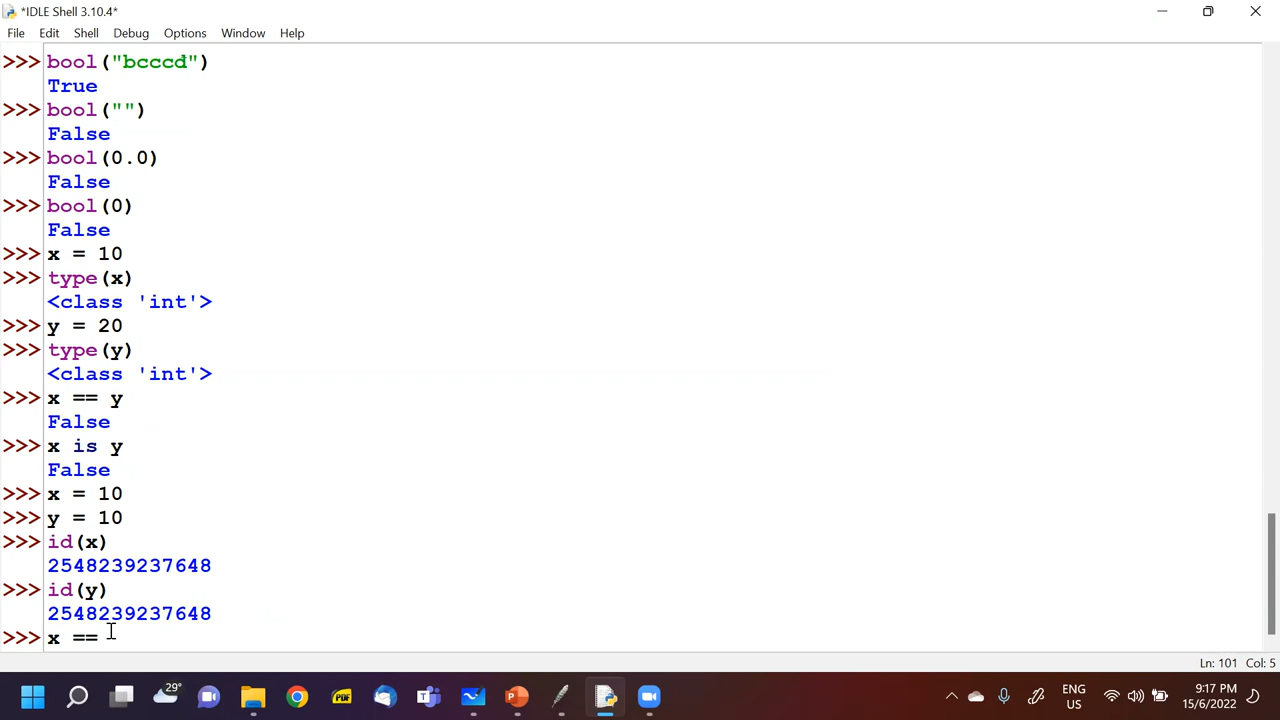 *IDLE Shell 3.10.4*
File Edit Shell Debug Options Window Help
>>> bool("bcccd")
True
>>> bool("")
False
>>> bool(0.0)
False
>>> bool(0)
False
>>> x = 10
>>> type(x)
<class 'int'>
>>> y = 20
>>> type(y)
<class 'int'>
>>> x == y
False
>>> x is y
False
>>> x = 10
>>> y = 10
>>> id(x)
2548239237648
>>> id(y)
2548239237648
>>> x ==
Ln: 101 Col: 5
29°
PDF
ENG
US
9:17 PM
15/6/2022